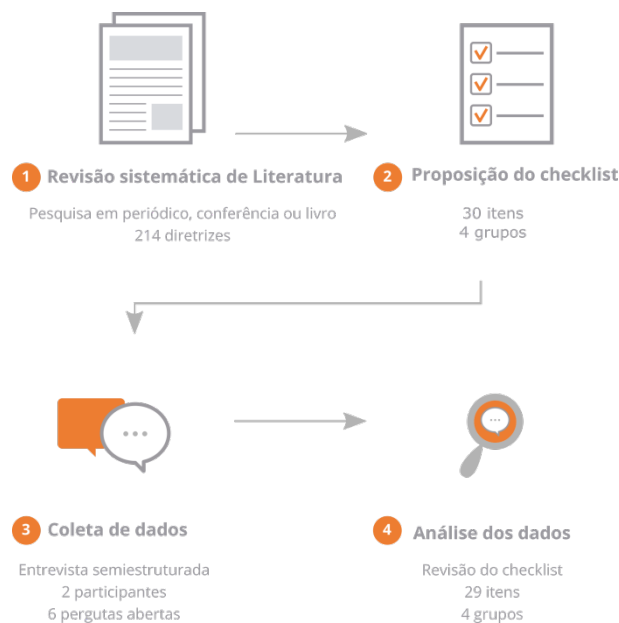 1 Revisão sistemática de Literatura
Pesquisa em periódico, conferência ou livro
214 diretrizes
2 Proposição do checklist
30 itens
4 grupos
3 Coleta de dados
Entrevista semiestruturada
2 participantes
6 pergutas abertas
4 Análise dos dados
Revisão do checklist
29 itens
4 grupos